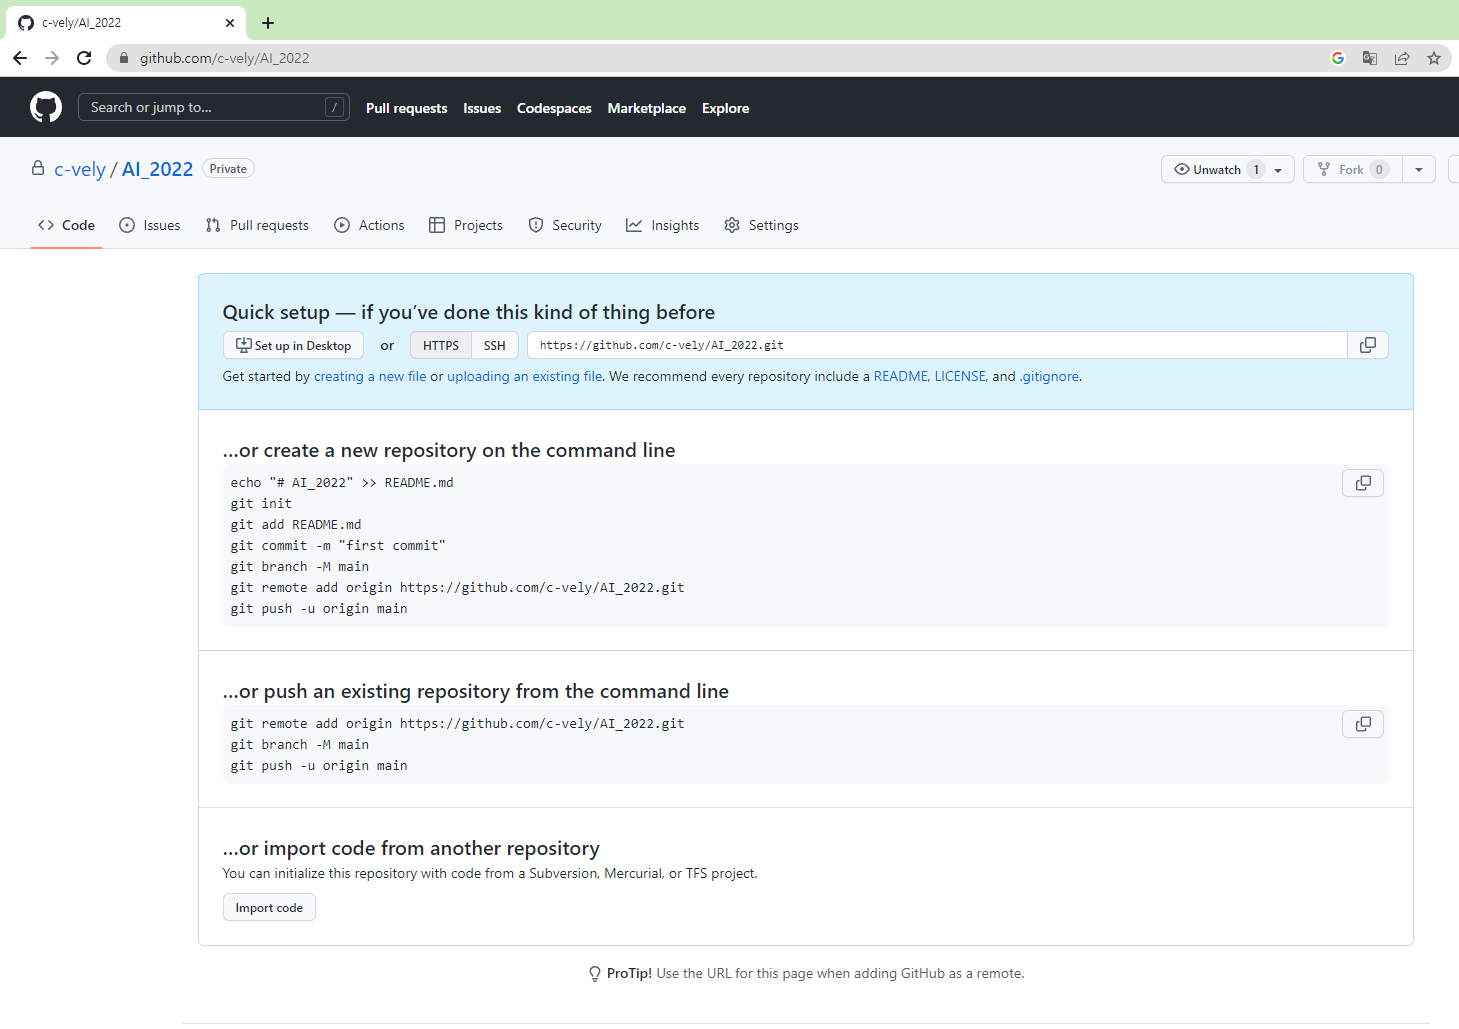 c-vely/AI_2022
github.com/c-vely/AI_2022
Search or jump to... / Pull requests Issues Codespaces Marketplace Explore
c-vely / AI_2022 Private Unwatch 1 Fork 0
Code Issues Pull requests Actions Projects Security Insights Settings
Quick setup — if you’ve done this kind of thing before
Set up in Desktop or HTTPS SSH https://github.com/c-vely/AI_2022.git
Get started by creating a new file or uploading an existing file. We recommend every repository include a README, LICENSE, and .gitignore.
…or create a new repository on the command line
echo "# AI_2022" >> README.md
git init
git add README.md
git commit -m "first commit"
git branch -M main
git remote add origin https://github.com/c-vely/AI_2022.git
git push -u origin main
…or push an existing repository from the command line
git remote add origin https://github.com/c-vely/AI_2022.git
git branch -M main
git push -u origin main
…or import code from another repository
You can initialize this repository with code from a Subversion, Mercurial, or TFS project.
Import code
ProTip! Use the URL for this page when adding GitHub as a remote.